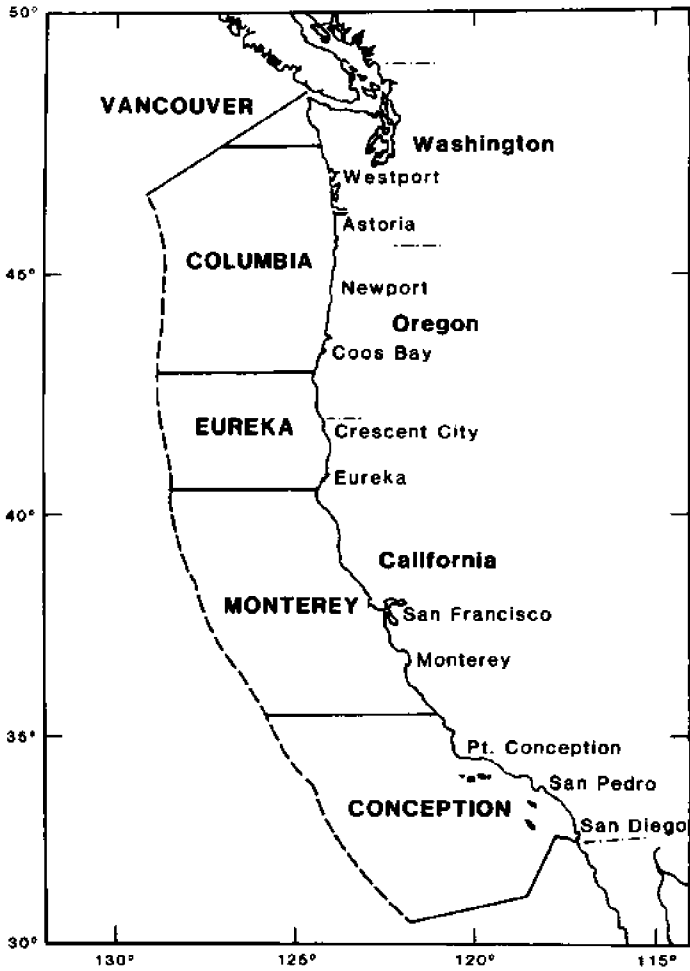 50°
VANCOUVER
Washington
Westport
Astoria
COLUMBIA
45°
Newport
Oregon
Coos Bay
EUREKA
Crescent City
Eureka
40°
California
MONTEREY
San Francisco
Monterey
35°
Pt. Conception
San Pedro
CONCEPTION
San Diego
30°
130°
125°
120°
115°